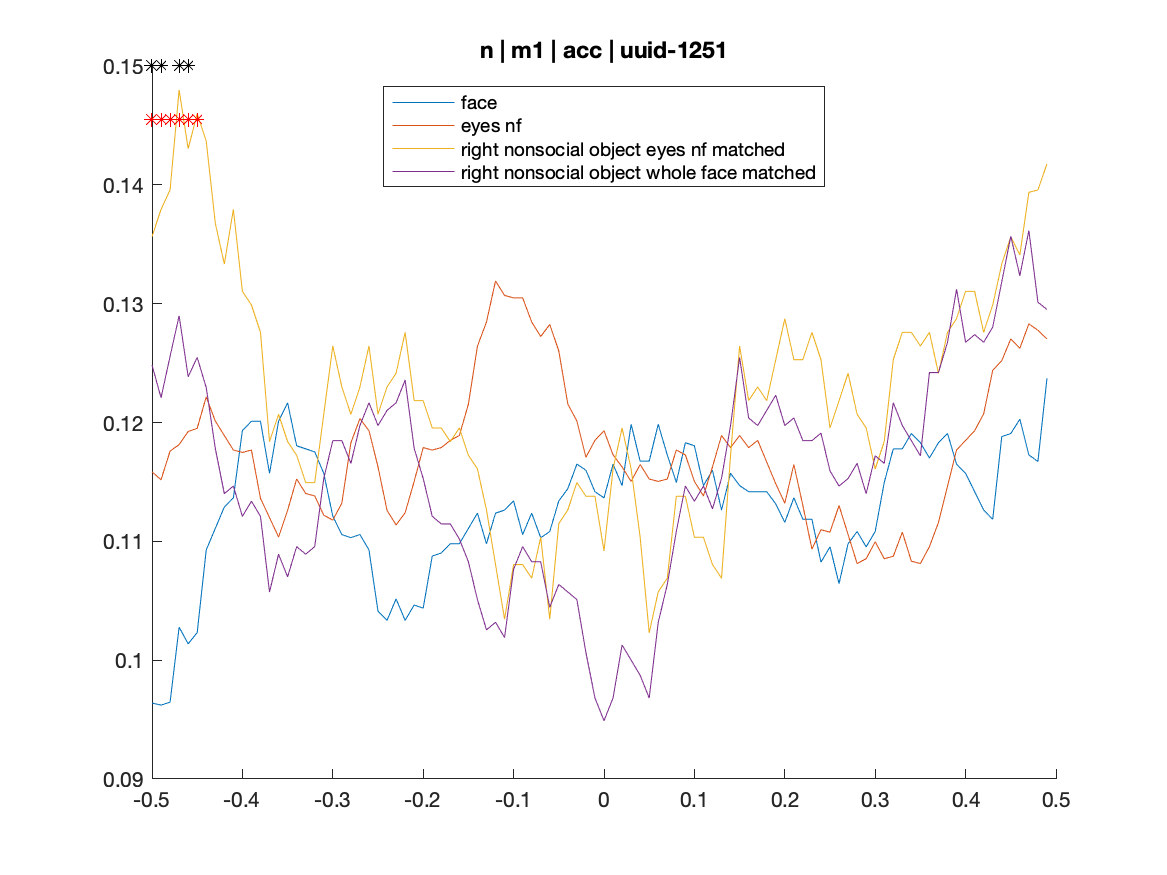 n | m1 | acc | uuid-1251
face
eyes nf
right nonsocial object eyes nf matched
right nonsocial object whole face matched
0.15
0.14
0.13
0.12
0.11
0.1
0.09
-0.5 -0.4 -0.3 -0.2 -0.1 0 0.1 0.2 0.3 0.4 0.5